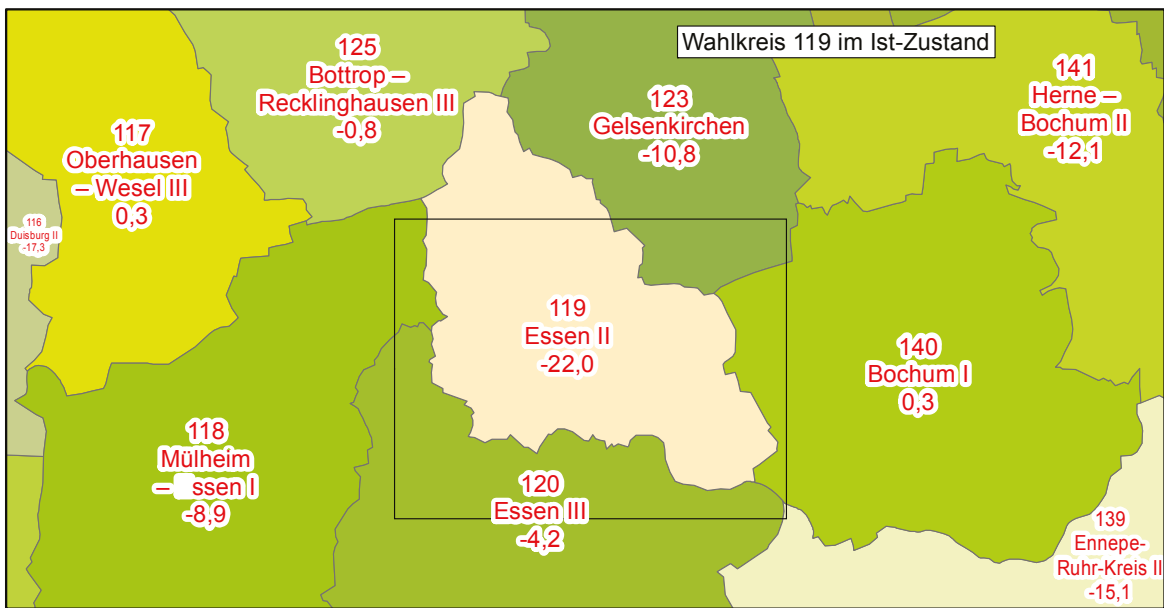 Wahlkreis 119 im Ist-Zustand
125
Bottrop –
Recklinghausen III
-0,8
123
Gelsenkirchen
-10,8
141
Herne –
Bochum II
-12,1
117
Oberhausen
– Wesel III
0,3
116
Duisburg II
-17,3
119
Essen II
-22,0
140
Bochum I
0,3
118
Mülheim
– ssen I
-8,9
120
Essen III
-4,2
139
Ennepe-
Ruhr-Kreis II
-15,1